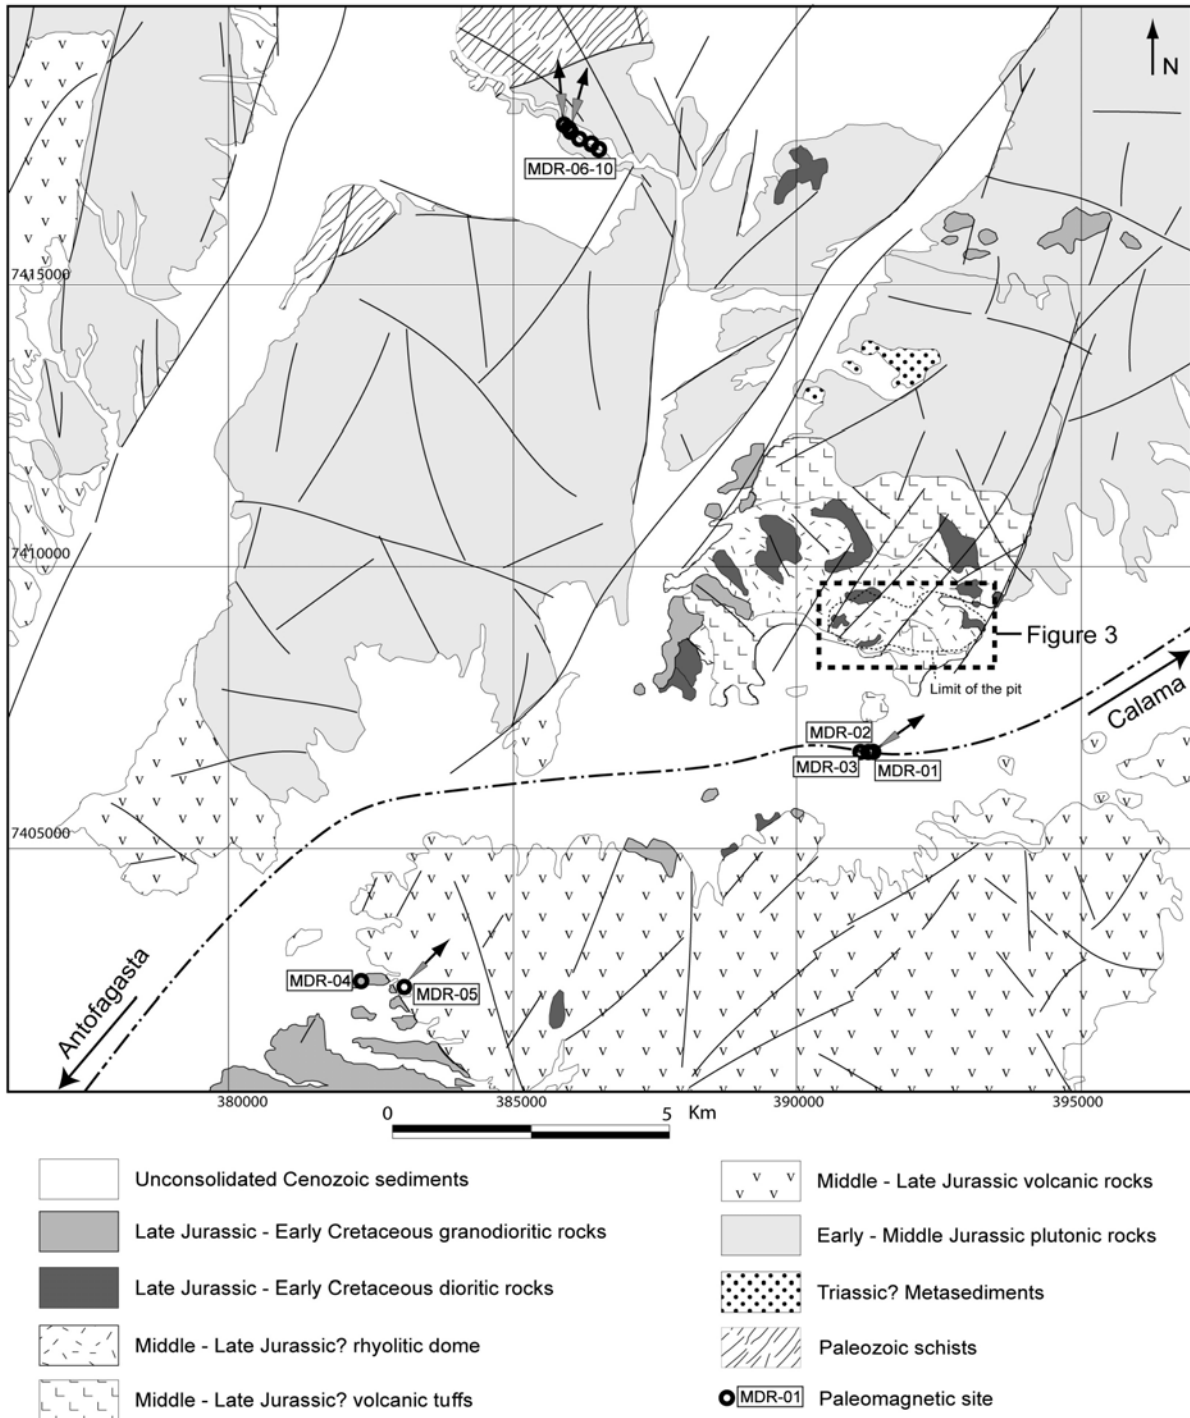 N
MDR-06-10
7415000
7410000
Figure 3
Limit of the pit
Calama
MDR-02
MDR-03
MDR-01
7405000
MDR-04
MDR-05
Antofagasta
380000
385000
390000
395000
0
5
Km
Unconsolidated Cenozoic sediments
Late Jurassic - Early Cretaceous granodioritic rocks
Late Jurassic - Early Cretaceous dioritic rocks
Middle - Late Jurassic? rhyolitic dome
Middle - Late Jurassic? volcanic tuffs
Middle - Late Jurassic volcanic rocks
Early - Middle Jurassic plutonic rocks
Triassic? Metasediments
Paleozoic schists
MDR-01 Paleomagnetic site